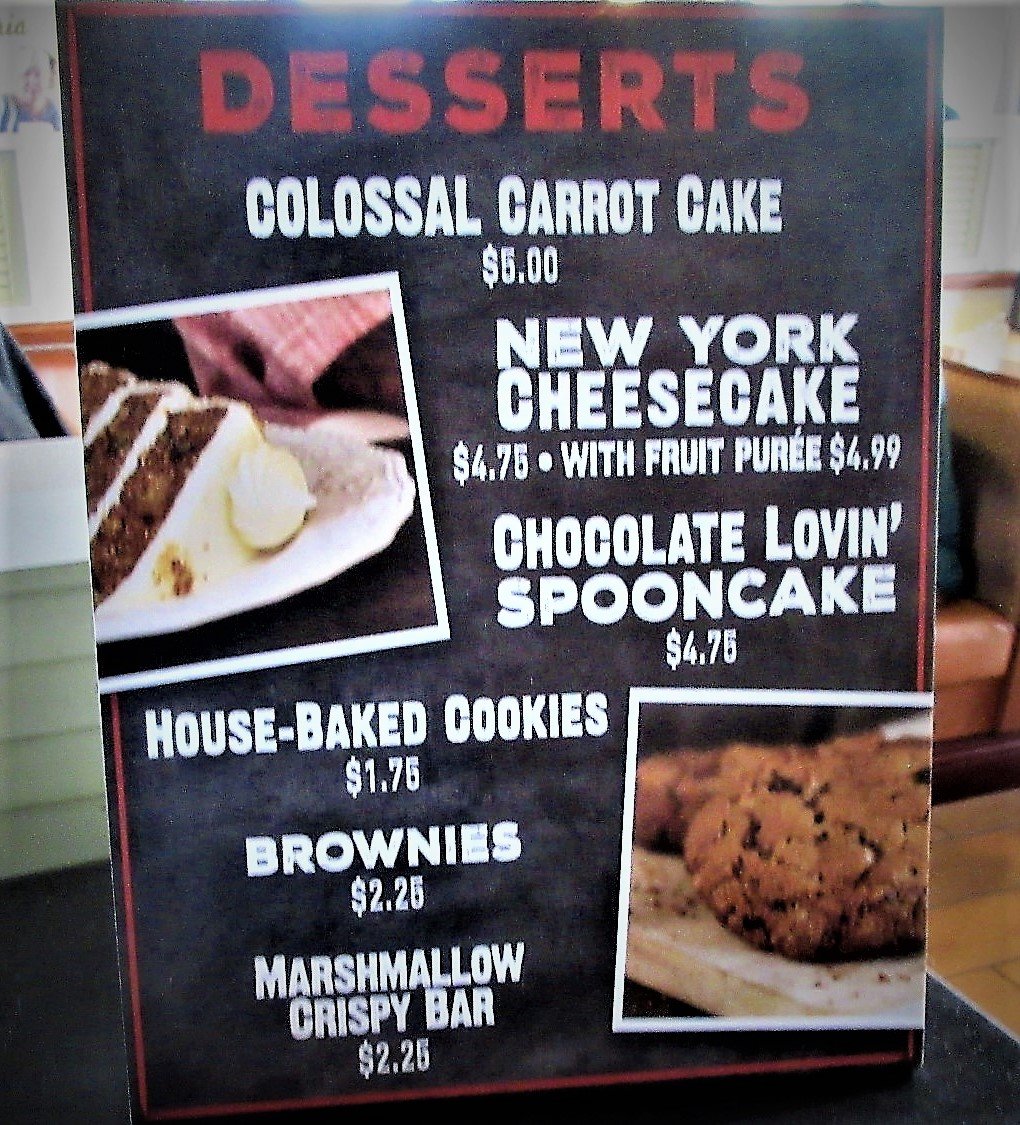 DESSERTS
COLOSSAL CARROT CAKE
$5.00
NEW YORK
CHEESECAKE
$4.75 • WITH FRUIT PURÉE $4.99
CHOCOLATE LOVIN'
SPOONCAKE
$4.75
HOUSE-BAKED COOKIES
$1.75
BROWNIES
$2.25
MARSHMALLOW
CRISPY BAR
$2.25